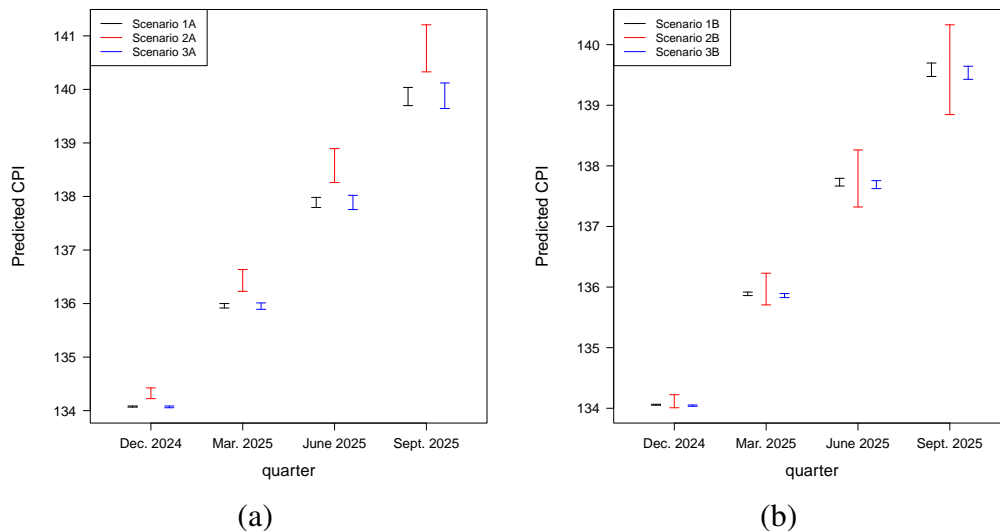 Scenario 1A
Scenario 2A
Scenario 3A
141
140
139
138
137
136
135
134
Predicted CPI
Dec. 2024 Mar. 2025 June 2025 Sept. 2025
quarter
(a)
Scenario 1B
Scenario 2B
Scenario 3B
140
139
138
137
136
135
134
Predicted CPI
Dec. 2024 Mar. 2025 June 2025 Sept. 2025
quarter
(b)